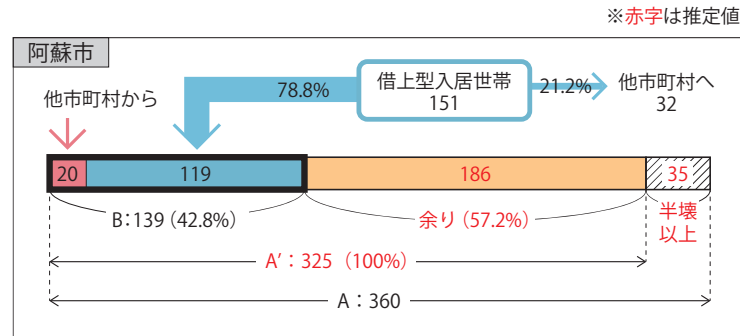 ※赤字は推定値
阿蘇市
他市町村から
78.8%
借上型入居世帯
151
21.2%
他市町村へ
32
20
119
186
35
B：139（42.8%）
余り（57.2%）
半壊
以上
A’：325（100%）
A：360